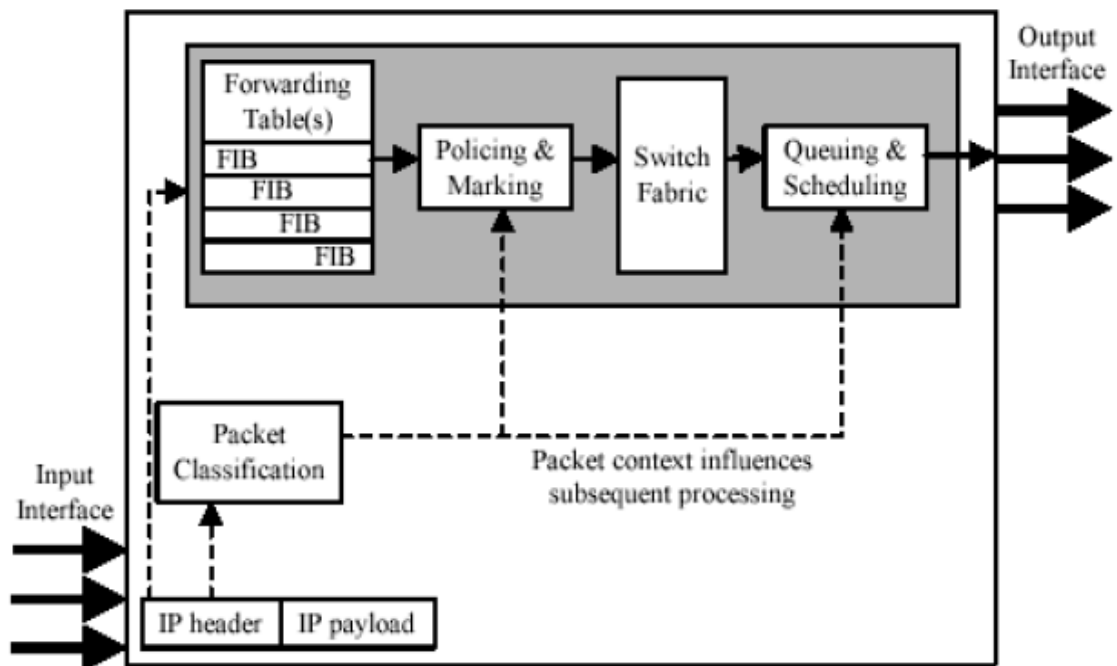 Output
Interface
Forwarding
Table(s)
FIB
FIB
FIB
FIB
Policing &
Marking
Switch
Fabric
Queuing &
Scheduling
Packet
Classification
Packet context influences
subsequent processing
Input
Interface
IP header
IP payload